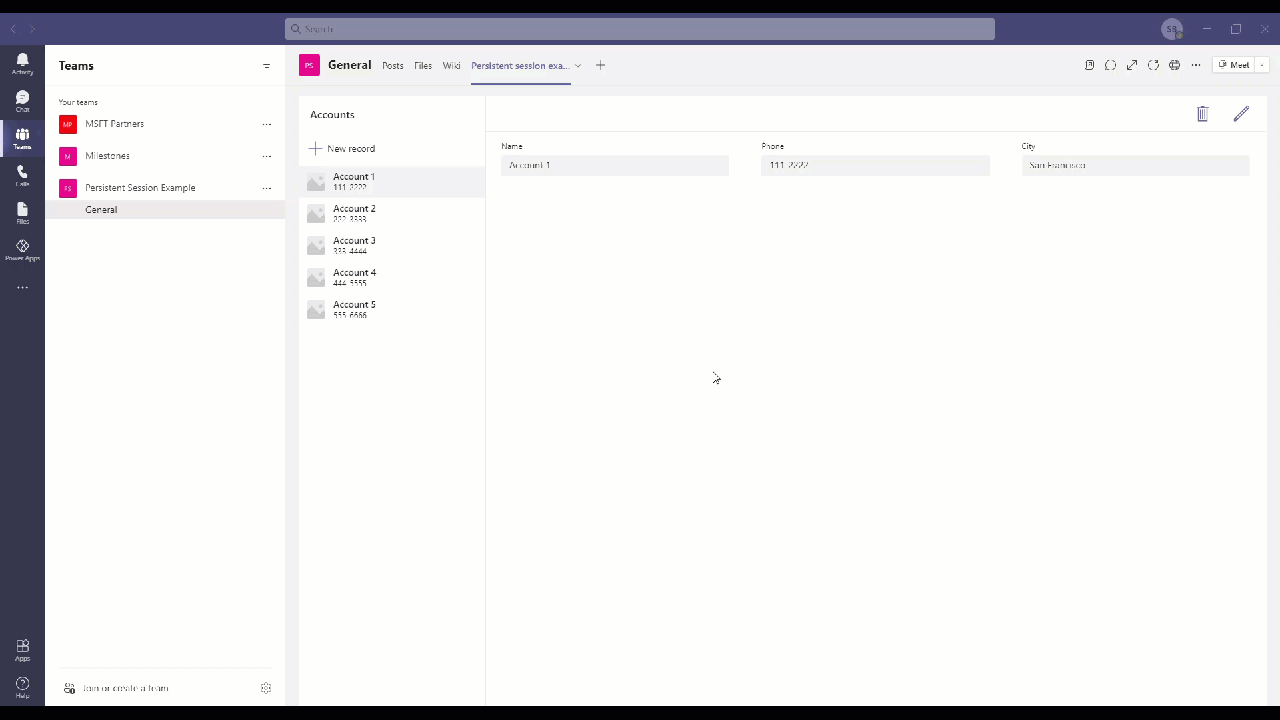 Search
SB
Activity
Chat
Teams
Calls
Files
Power Apps
Apps
Help
Teams
Your teams
MP MSFT Partners
M Milestones
PS Persistent Session Example
General
Join or create a team
PS General Posts Files Wiki Persistent session exa...
Meet
Accounts
New record
Account 1
111-2222
Account 2
222-3333
Account 3
333-4444
Account 4
444-5555
Account 5
555-6666
Name Phone City
Account 1 111-2222 San Francisco